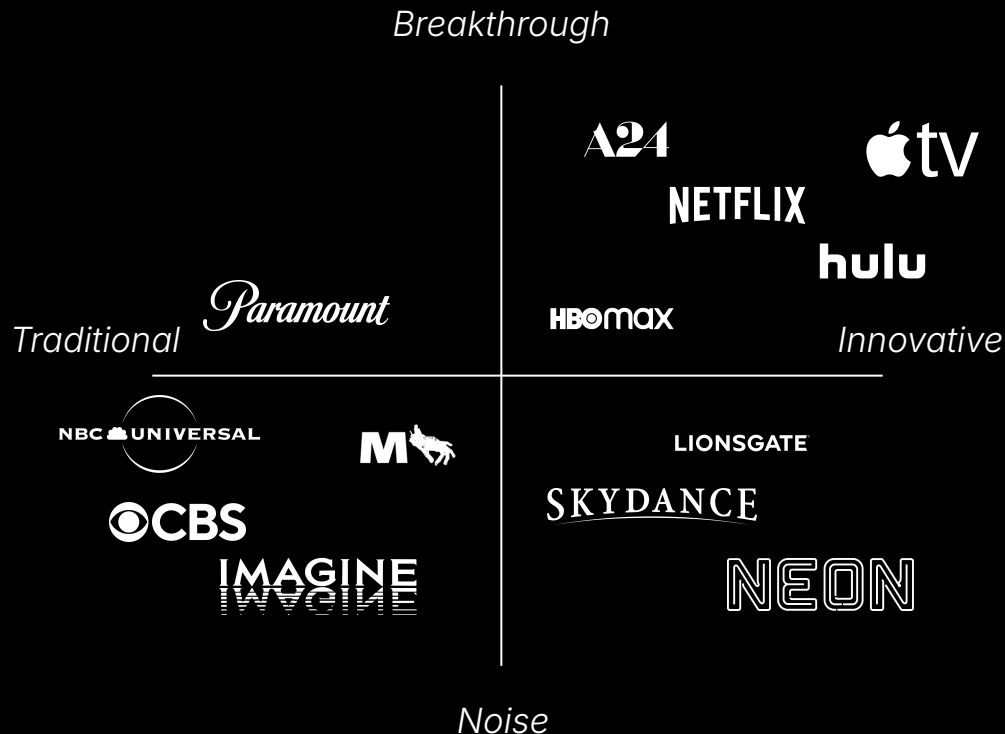 Breakthrough
A24
tv
NETFLIX
hulu
Paramount
HBOmax
Traditional
Innovative
NBC UNIVERSAL
M
LIONSGATE
SKYDANCE
CBS
IMAGINE
NEON
Noise